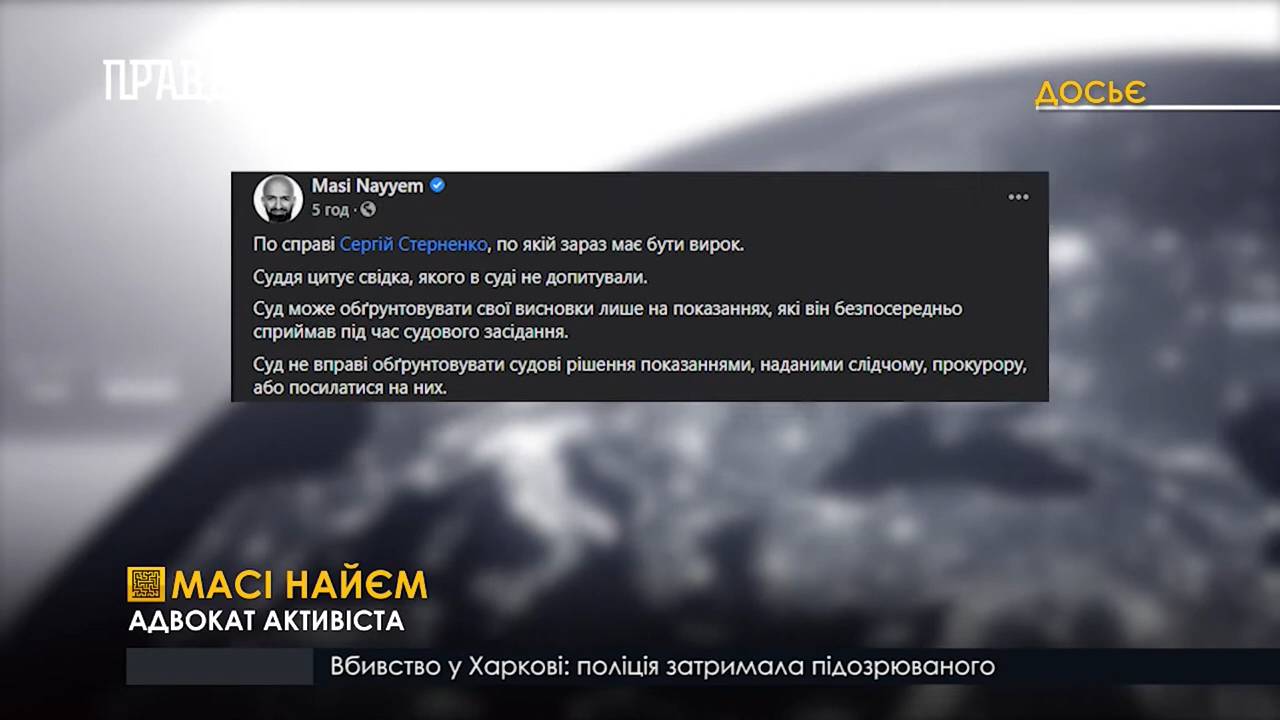 ДОСЬЄ
Masi Nayyem
5 год ·
По справі Сергій Стерненко, по якій зараз має бути вирок.
Суддя цитує свідка, якого в суді не допитували.
Суд може обґрунтовувати свої висновки лише на показаннях, які він безпосередньо
сприймав під час судового засідання.
Суд не вправі обґрунтовувати судові рішення показаннями, наданими слідчому, прокурору,
або посилатися на них.
МАСІ НАЙЄМ
АДВОКАТ АКТИВІСТА
Вбивство у Харкові: поліція затримала підозрюваного